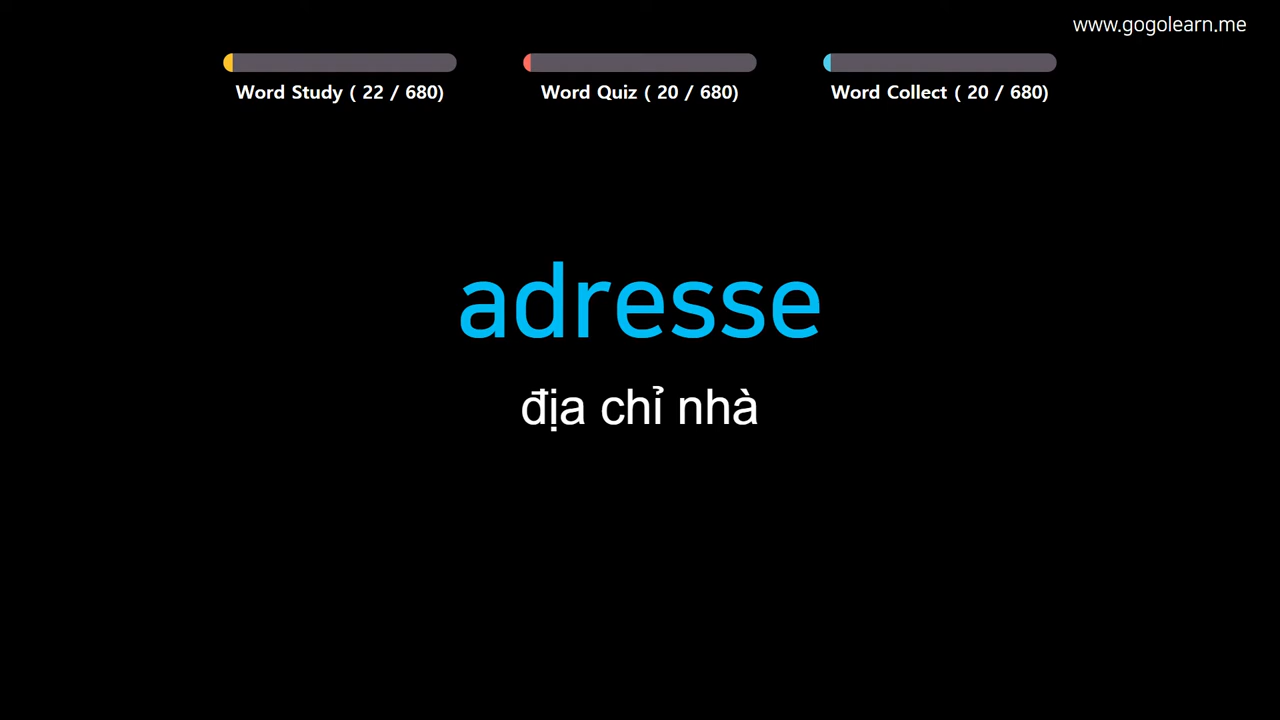 www.gogolearn.me
Word Study ( 22 / 680)
Word Quiz ( 20 / 680)
Word Collect ( 20 / 680)
adresse
địa chỉ nhà